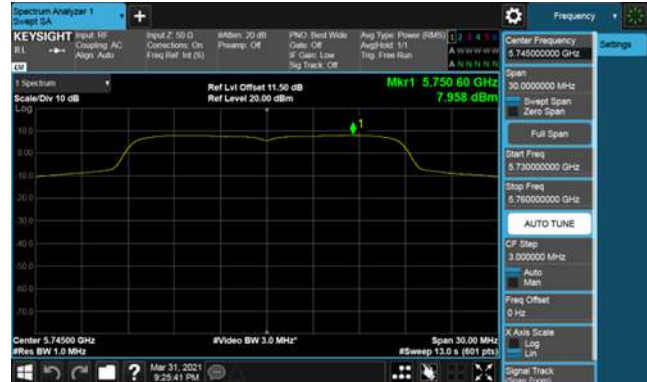 Spectrum Analyzer 1
Swept SA
Frequency
KEYSIGHT
RL
Input: RF
Coupling: AC
Align: Auto
Input Z: 50 Ω
Corrections: On
Freq Ref: Int (S)
#Atten: 20 dB
Preamp: Off
PNO: Best Wide
Gate: Off
IF Gain: Low
Sig Track: Off
Avg Type: Power (RMS)
Avg|Hold: 1/1
Trig: Free Run
1 2 3 4 5 6
A W W W W W
A N N N N N
Center Frequency
5.745000000 GHz
Settings
1 Spectrum
Scale/Div 10 dB
Log
Ref Lvl Offset 11.50 dB
Ref Level 20.00 dBm
Mkr1 5.750 60 GHz
7.958 dBm
Span
30.0000000 MHz
Swept Span
Zero Span
Full Span
Start Freq
5.730000000 GHz
Stop Freq
5.760000000 GHz
AUTO TUNE
CF Step
3.000000 MHz
Auto
Man
Freq Offset
0 Hz
X Axis Scale
Log
Lin
Signal Track
(Span Zoom)
1
10.0
0.00
-10.0
-20.0
-30.0
-40.0
-50.0
-60.0
-70.0
Center 5.74500 GHz
#Res BW 1.0 MHz
#Video BW 3.0 MHz*
Span 30.00 MHz
#Sweep 13.0 s (601 pts)
?
Mar 31, 2021
9:25:41 PM